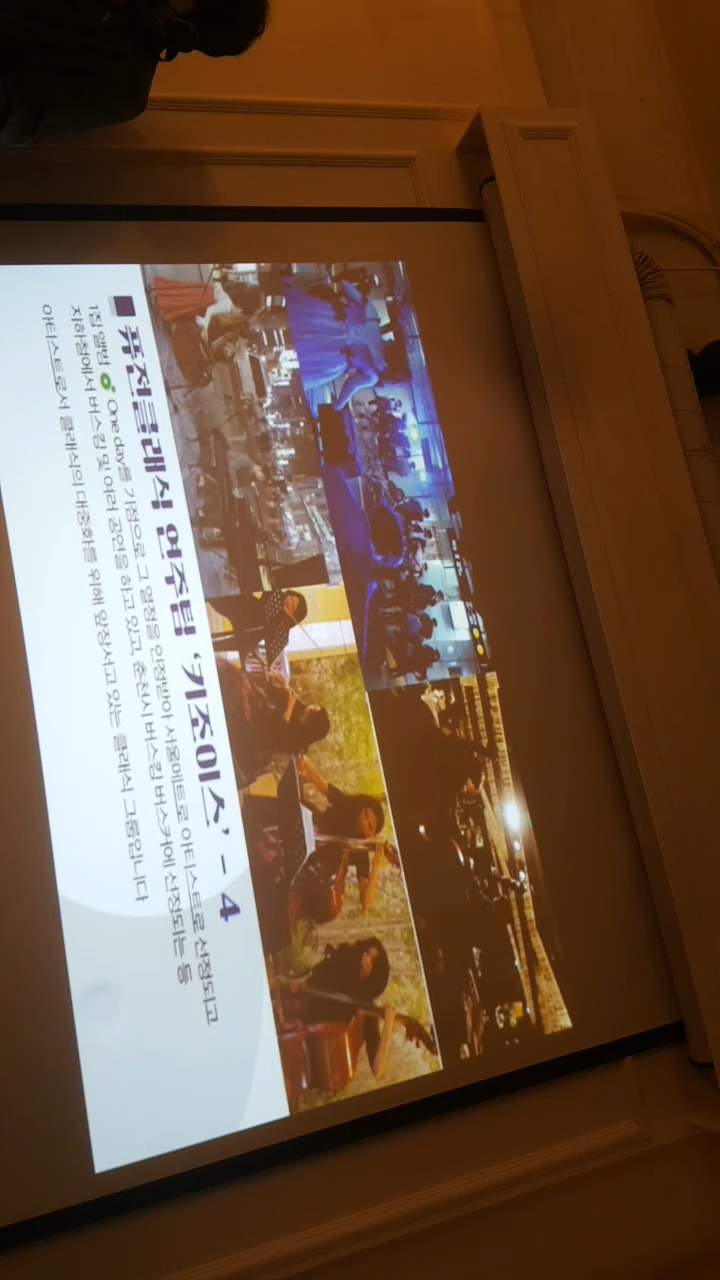 퓨전클래식 연주팀 ‘키조이스’ - 4
1집 앨범 One day를 기점으로 그 열정을 인정받아 서울메트로 아티스트로 선정되고
지하철에서 버스킹 및 여러 공연을 하고 있고, 춘천시 버스킹 버스커에 선정되는 등
아티스트로서 클래식의 대중화를 위해 앞장서고 있는 클래식 그룹입니다